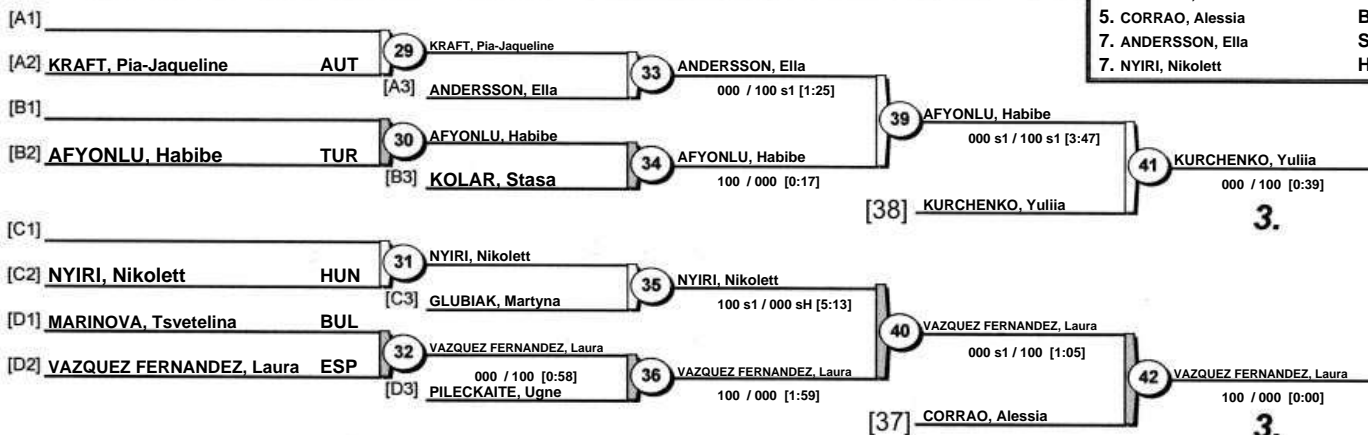 5. CORRAO, Alessia B
7. ANDERSSON, Ella S
7. NYIRI, Nikolett H
[A1]
[A2] KRAFT, Pia-Jaqueline AUT
29
KRAFT, Pia-Jaqueline
[A3] ANDERSSON, Ella
33
ANDERSSON, Ella
000 / 100 s1 [1:25]
[B1]
[B2] AFYONLU, Habibe TUR
30
AFYONLU, Habibe
[B3] KOLAR, Stasa
34
AFYONLU, Habibe
100 / 000 [0:17]
39
AFYONLU, Habibe
000 s1 / 100 s1 [3:47]
[38] KURCHENKO, Yuliia
41
KURCHENKO, Yuliia
000 / 100 [0:39]
3.
[C1]
[C2] NYIRI, Nikolett HUN
31
NYIRI, Nikolett
[C3] GLUBIAK, Martyna
35
NYIRI, Nikolett
100 s1 / 000 sH [5:13]
[D1] MARINOVA, Tsvetelina BUL
[D2] VAZQUEZ FERNANDEZ, Laura ESP
32
VAZQUEZ FERNANDEZ, Laura
000 / 100 [0:58]
[D3] PILECKAITE, Ugne
36
VAZQUEZ FERNANDEZ, Laura
100 / 000 [1:59]
40
VAZQUEZ FERNANDEZ, Laura
000 s1 / 100 [1:05]
[37] CORRAO, Alessia
42
VAZQUEZ FERNANDEZ, Laura
100 / 000 [0:00]
3.